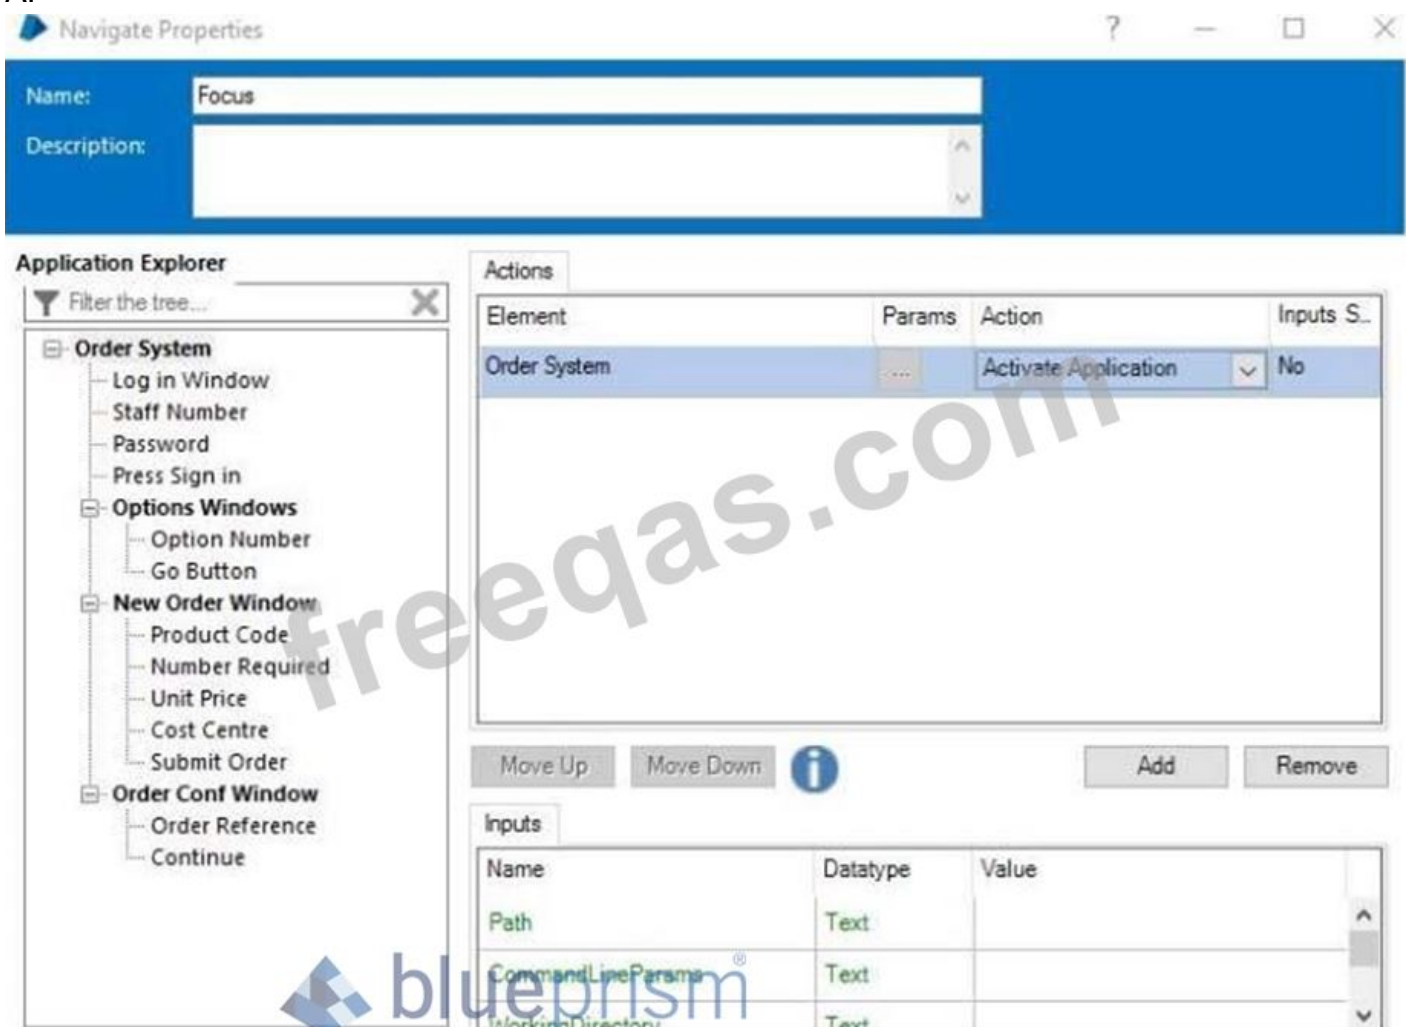 Navigate Properties
Name: Focus
Description:
Application Explorer
Filter the tree...
Order System
Log in Window
Staff Number
Password
Press Sign in
Options Windows
Option Number
Go Button
New Order Window
Product Code
Number Required
Unit Price
Cost Centre
Submit Order
Order Conf Window
Order Reference
Continue
Actions
Element Params Action Inputs S...
Order System ... Activate Application No
Move Up Move Down i Add Remove
Inputs
Name Datatype Value
Path Text
CommandLineParams Text
WorkingDirectory Text
freeqas.com
blueprism®